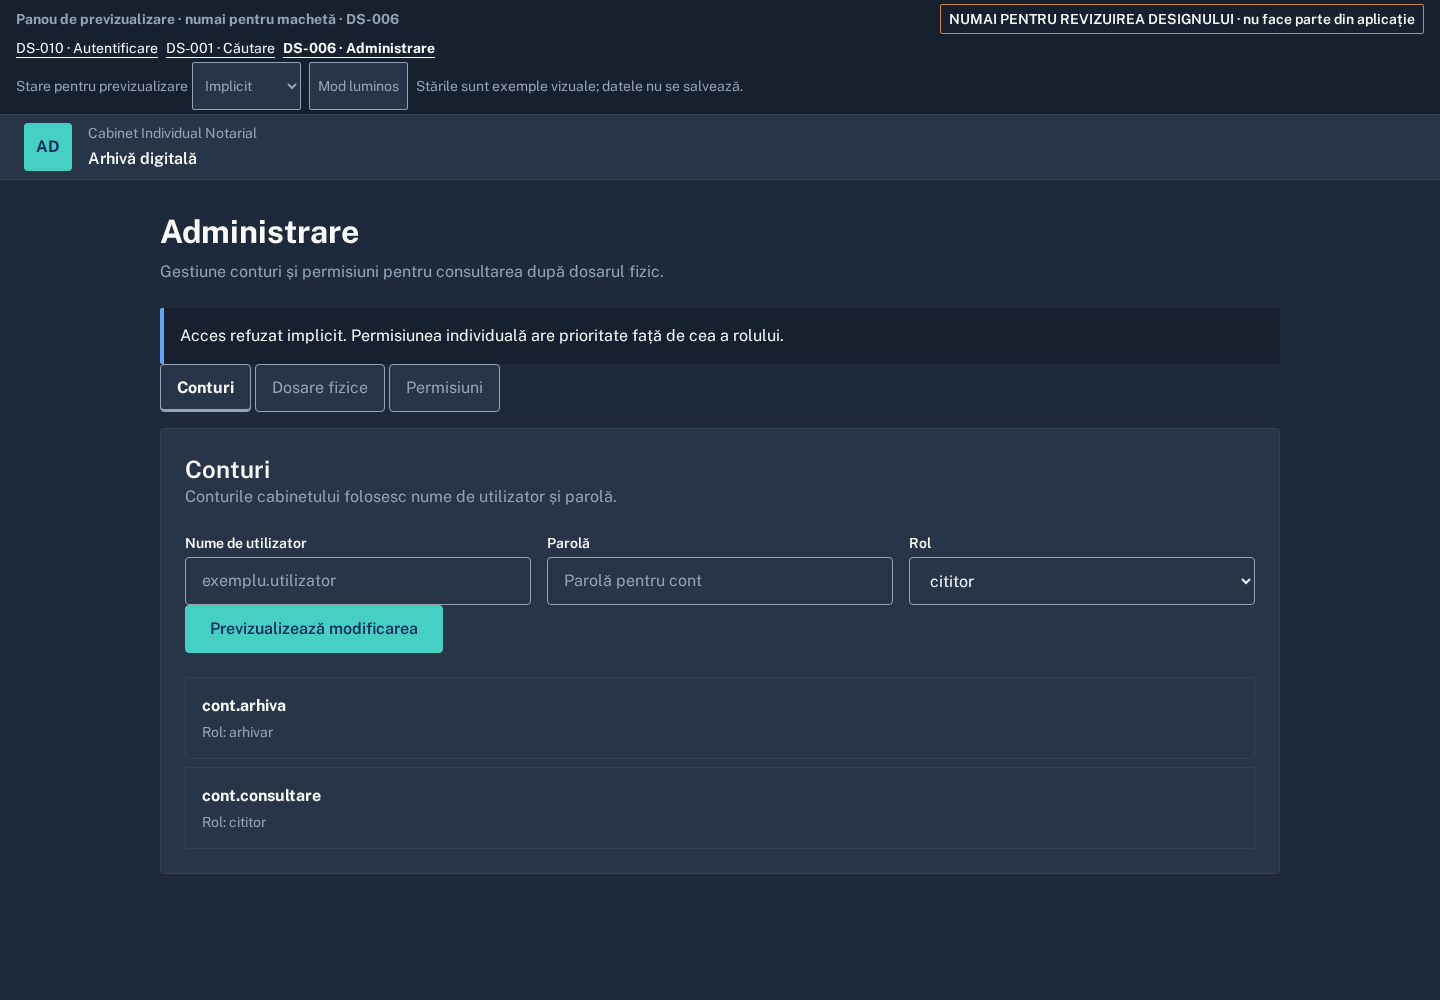 Panou de previzualizare · numai pentru machetă · DS-006
NUMAI PENTRU REVIZUIREA DESIGNULUI · nu face parte din aplicație
DS-010 · Autentificare DS-001 · Căutare DS-006 · Administrare
Stare pentru previzualizare Implicit Mod luminos Stările sunt exemple vizuale; datele nu se salvează.
AD
Cabinet Individual Notarial
Arhivă digitală
Administrare
Gestiune conturi și permisiuni pentru consultarea după dosarul fizic.
Acces refuzat implicit. Permisiunea individuală are prioritate față de cea a rolului.
Conturi Dosare fizice Permisiuni
Conturi
Conturile cabinetului folosesc nume de utilizator și parolă.
Nume de utilizator Parolă Rol
exemplu.utilizator Parolă pentru cont cititor
Previzualizează modificarea
cont.arhiva
Rol: arhivar
cont.consultare
Rol: cititor